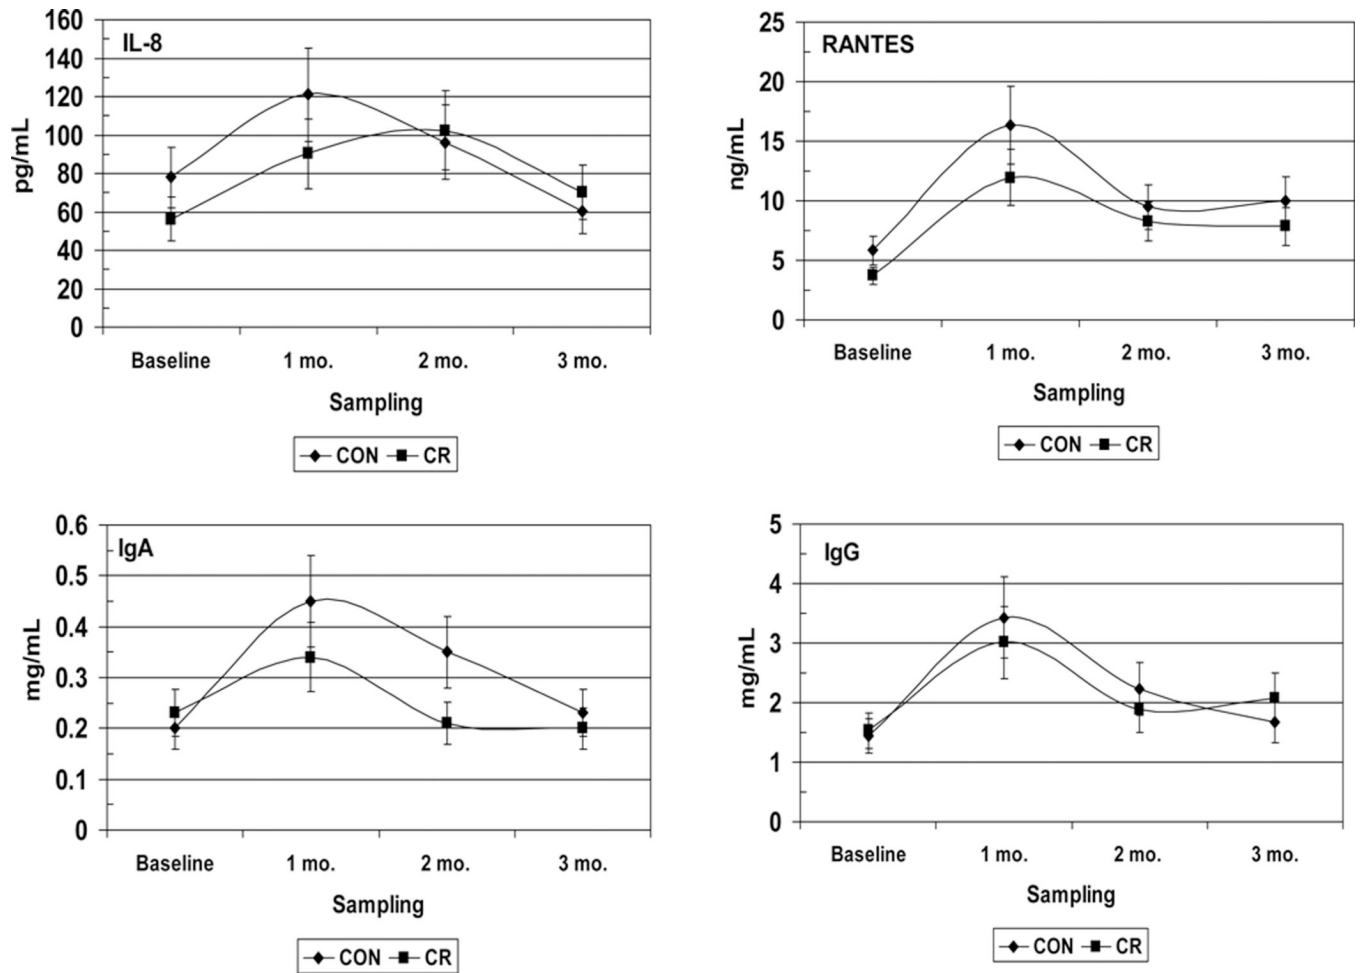 IL-8
160
140
120
100
80
60
40
20
0
pg/mL
Baseline 1 mo. 2 mo. 3 mo.
Sampling
CON CR
RANTES
25
20
15
10
5
0
ng/mL
Baseline 1 mo. 2 mo. 3 mo.
Sampling
CON CR
IgA
0.6
0.5
0.4
0.3
0.2
0.1
0
mg/mL
Baseline 1 mo. 2 mo. 3 mo.
Sampling
CON CR
IgG
5
4
3
2
1
0
mg/mL
Baseline 1 mo. 2 mo. 3 mo.
Sampling
CON CR